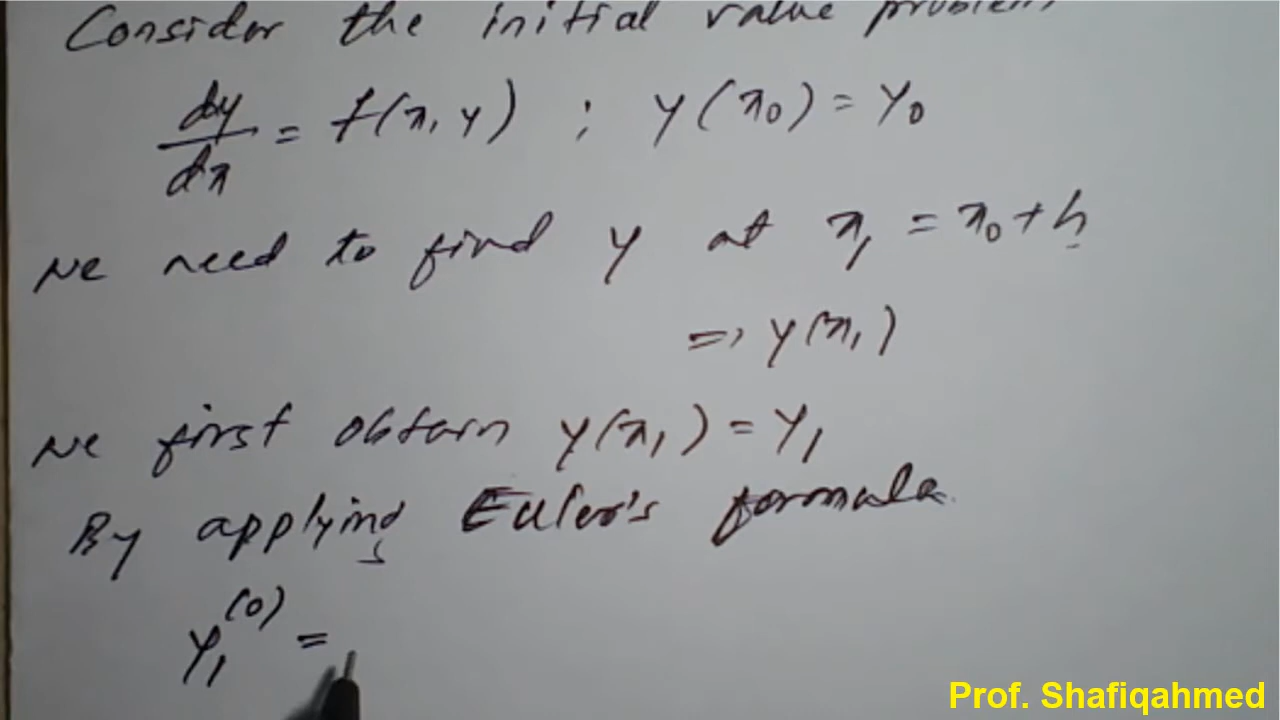 Consider the initial value problem
dy/dx = f(x, y) ; y(x₀) = y₀
we need to find y at x₁ = x₀ + h
=> y(x₁)
we first obtain y(x₁) = y₁
By applying Euler's formula
y₁⁽⁰⁾ =
Prof. Shafiqahmed